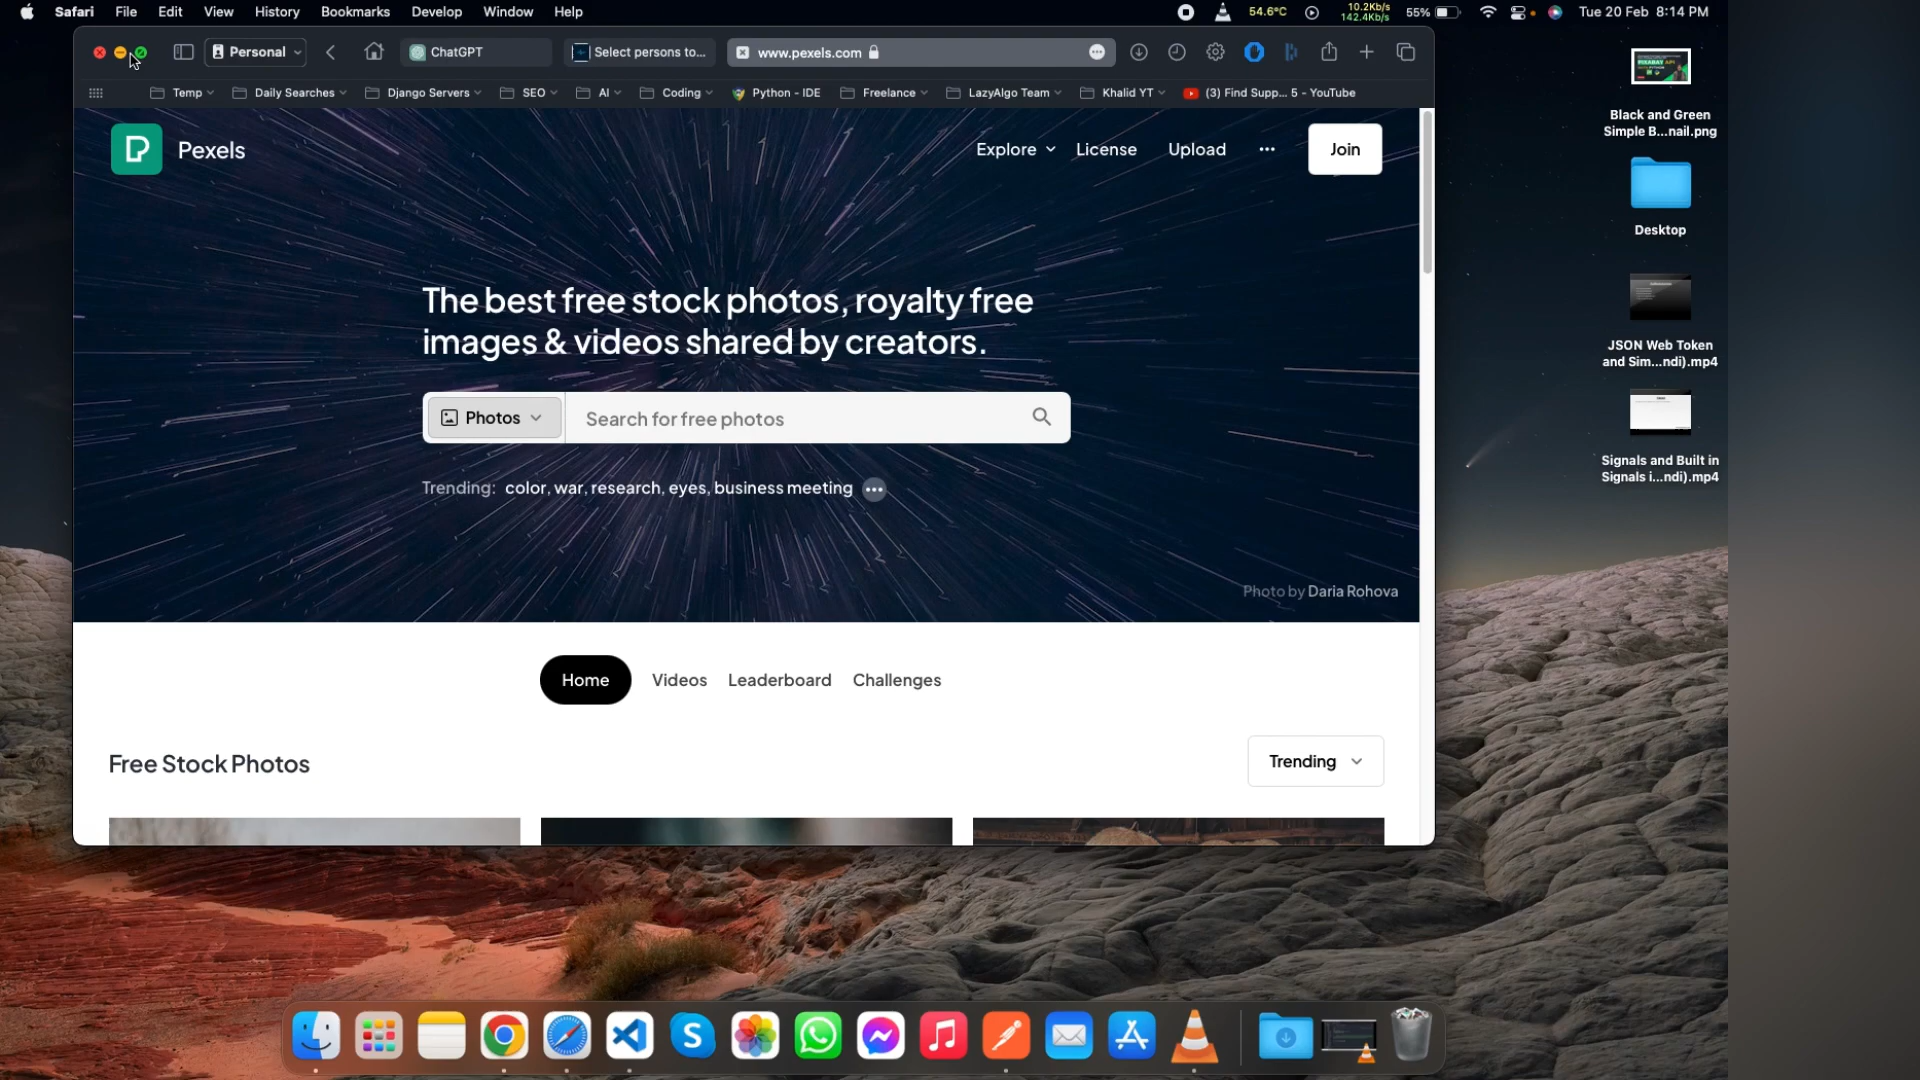 Safari File Edit View History Bookmarks Develop Window Help
54.6°C
10.2Kb/s
142.4Kb/s
55%
Tue 20 Feb 8:14 PM
Personal
ChatGPT
Select persons to...
www.pexels.com
Temp
Daily Searches
Django Servers
SEO
AI
Coding
Python - IDE
Freelance
LazyAlgo Team
Khalid YT
(3) Find Supp... 5 - YouTube
Pexels
Explore
License
Upload
Join
The best free stock photos, royalty free
images & videos shared by creators.
Photos
Search for free photos
Trending: color, war, research, eyes, business meeting
Photo by Daria Rohova
Home
Videos
Leaderboard
Challenges
Free Stock Photos
Trending
Black and Green
Simple B...nail.png
Desktop
JSON Web Token
and Sim...ndi).mp4
Signals and Built in
Signals i...ndi).mp4